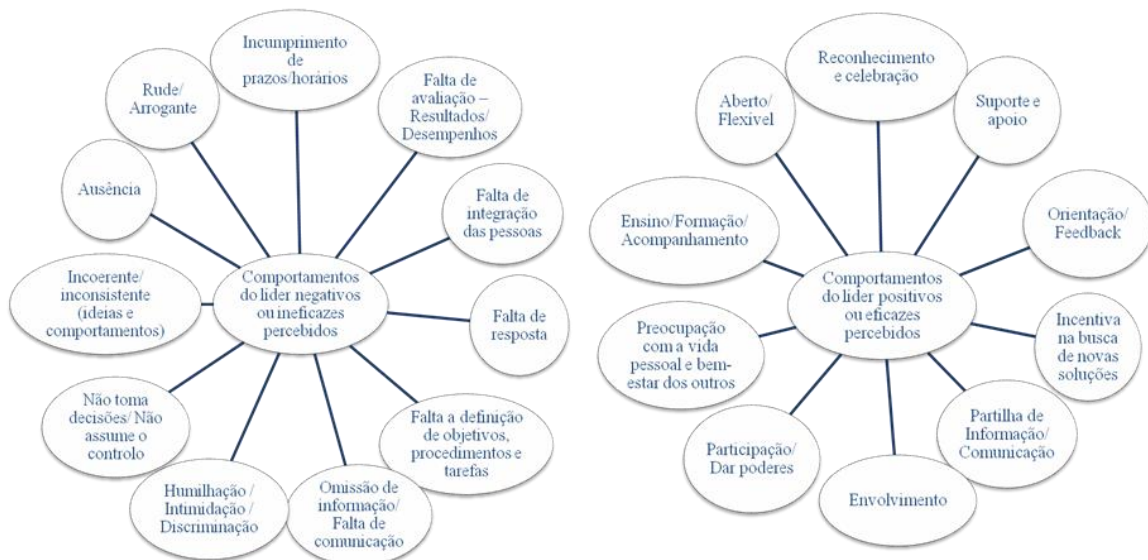 Incumprimento
de
prazos/horários
Falta de
avaliação –
Resultados/
Desempenhos
Falta de
integração
das pessoas
Falta de
resposta
Falta a definição
de objetivos,
procedimentos e
tarefas
Omissão de
informação/
Falta de
comunicação
Humilhação /
Intimidação /
Discriminação
Não toma
decisões/ Não
assume o
controlo
Incoerente/
inconsistente
(ideias e
comportamentos)
Ausência
Rude/
Arrogante
Comportamentos
do líder negativos
ou ineficazes
percebidos
Reconhecimento
e celebração
Suporte e
apoio
Orientação/
Feedback
Incentiva
na busca
de novas
soluções
Partilha de
Informação/
Comunicação
Envolvimento
Participação/
Dar poderes
Preocupação
com a vida
pessoal e bem-
estar dos outros
Ensino/Formação/
Acompanhamento
Aberto/
Flexivel
Comportamentos
do líder positivos
ou eficazes
percebidos